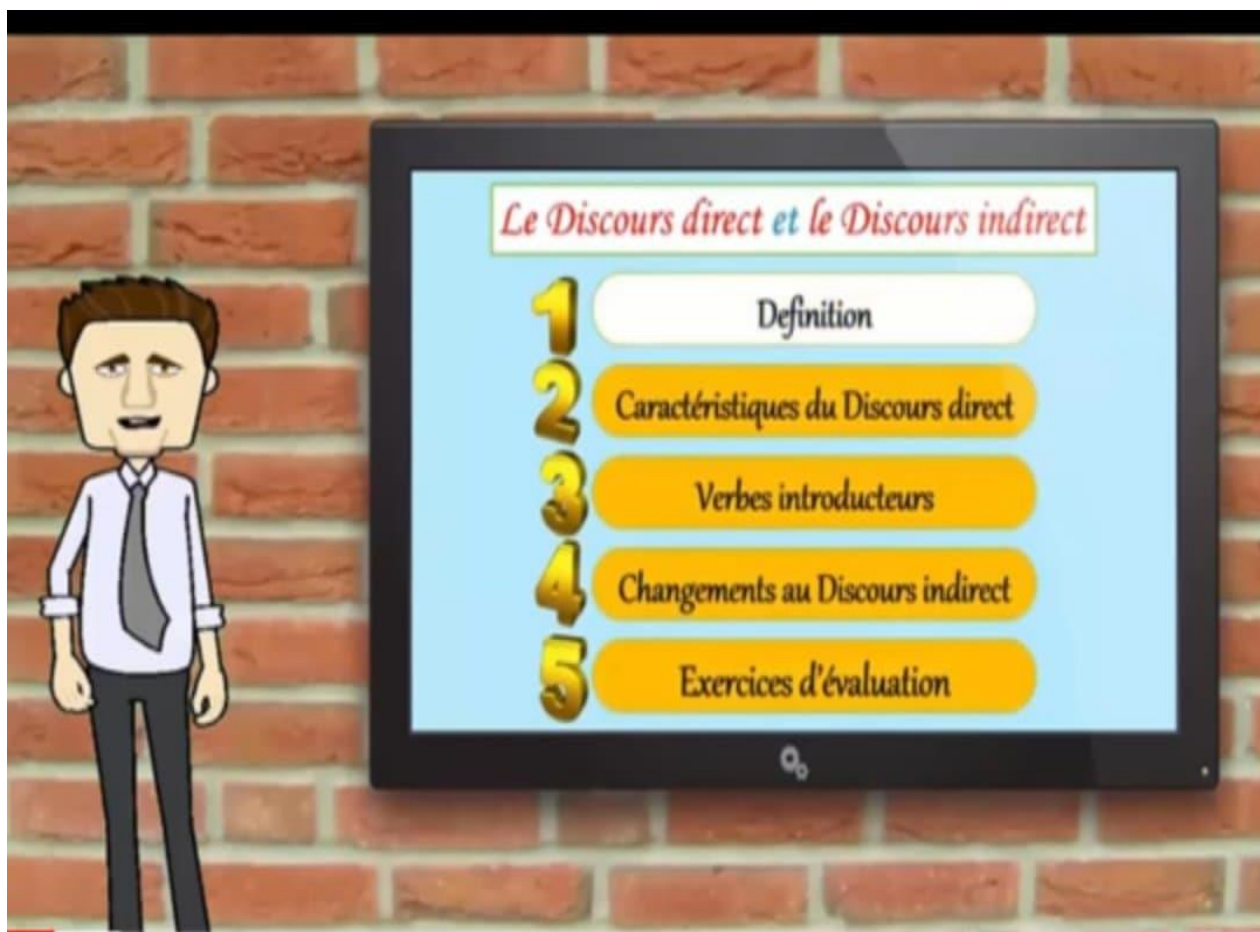 Le Discours direct et le Discours indirect
1 Definition
2 Caractéristiques du Discours direct
3 Verbes introducteurs
4 Changements au Discours indirect
5 Exercices d'évaluation